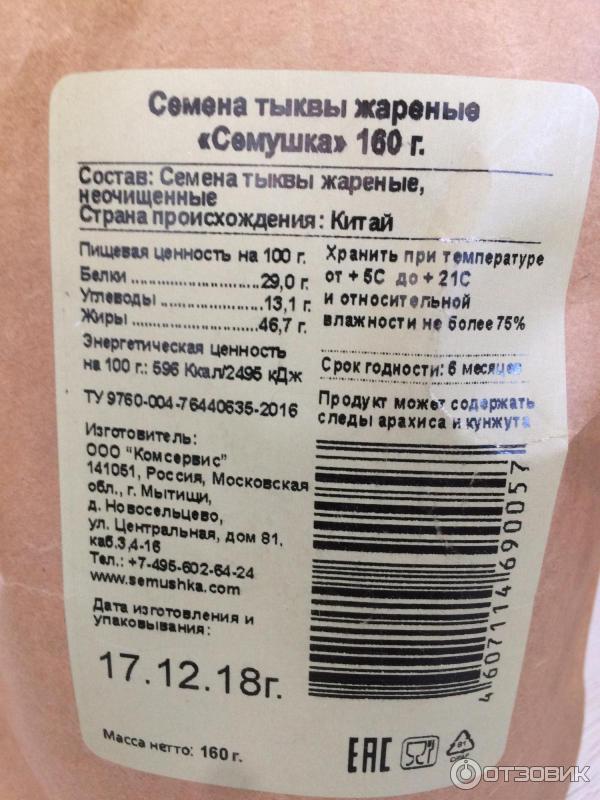 Семена тыквы жареные
«Семушка» 160 г.
Состав: Семена тыквы жареные,
неочищенные
Страна происхождения: Китай
Пищевая ценность на 100 г.
Белки ........................29,0 г.
Углеводы ..................13,1 г.
Жиры ........................46,7 г.
Энергетическая ценность
на 100 г.: 596 Ккал/2495 кДж
ТУ 9760-004-76440635-2016
Изготовитель:
ООО "Комсервис"
141051, Россия, Московская
обл., г. Мытищи,
д. Новосельцево,
ул. Центральная, дом 81,
каб.3,4-16
Тел.: +7-495-602-64-24
www.semushka.com
Дата изготовления и
упаковывания:
17.12.18г.
Масса нетто: 160 г.
Хранить при температуре
от + 5С до + 21С
и относительной
влажности не более 75%
Срок годности: 6 месяцев
Продукт может содержать
следы арахиса и кунжута
4607114690057
ЕАС
81
ОТЗОВИК